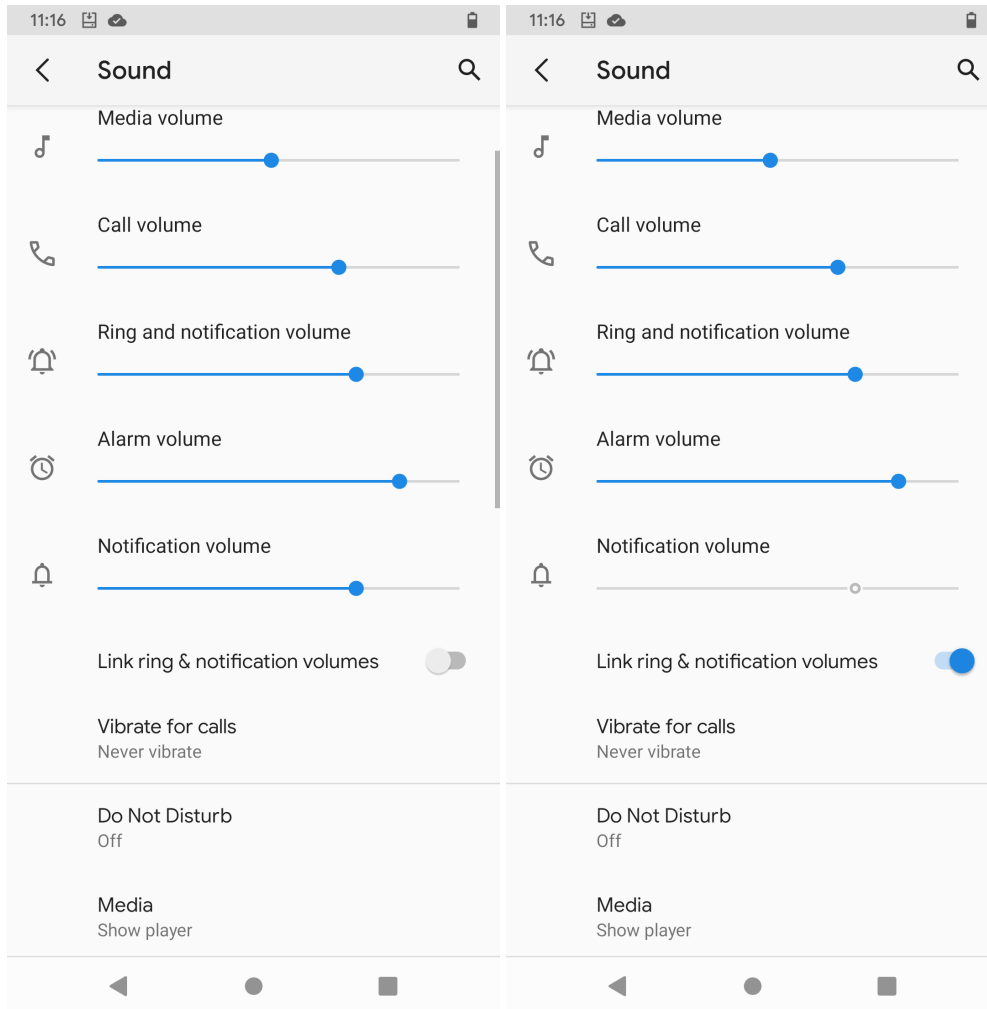 11:16
Sound
Media volume
Call volume
Ring and notification volume
Alarm volume
Notification volume
Link ring & notification volumes
Vibrate for calls
Never vibrate
Do Not Disturb
Off
Media
Show player
11:16
Sound
Media volume
Call volume
Ring and notification volume
Alarm volume
Notification volume
Link ring & notification volumes
Vibrate for calls
Never vibrate
Do Not Disturb
Off
Media
Show player